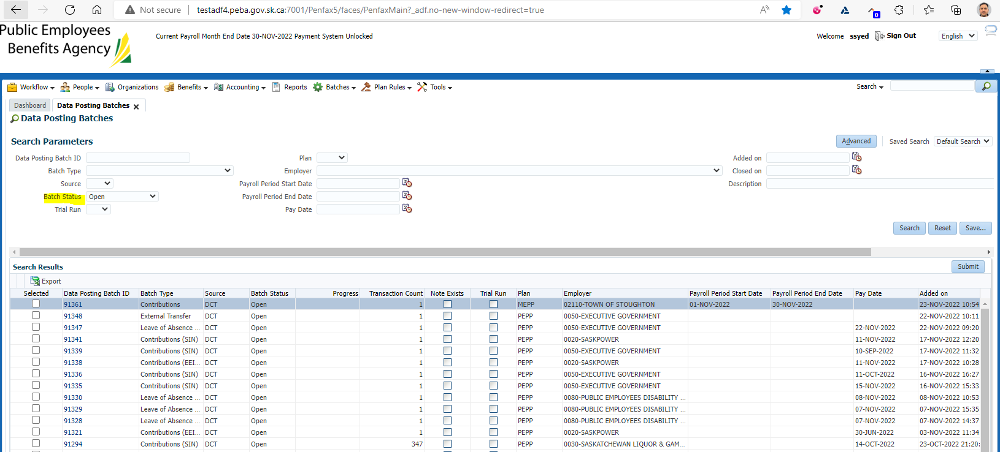 Not secure testadf4.peba.gov.sk.ca:7001/Penfax5/faces/PenfaxMain?_adf.no-new-window-redirect=true
0
Public Employees
Benefits Agency
Current Payroll Month End Date 30-NOV-2022 Payment System Unlocked
Welcome ssyed Sign Out English
Workflow People Organizations Benefits Accounting Reports Batches Plan Rules Tools Search
Dashboard Data Posting Batches
Data Posting Batches
Search Parameters Advanced Saved Search Default Search
Data Posting Batch ID Plan Added on
Batch Type Employer Closed on
Source Payroll Period Start Date Description
Batch Status Open Payroll Period End Date
Trial Run Pay Date
Search Reset Save...
Search Results Submit
Export
Selected Data Posting Batch ID Batch Type Source Batch Status Progress Transaction Count Note Exists Trial Run Plan Employer Payroll Period Start Date Payroll Period End Date Pay Date Added on
91361 Contributions DCT Open 1 MEPP 02110-TOWN OF STOUGHTON 01-NOV-2022 30-NOV-2022 23-NOV-2022 10:54
91348 External Transfer DCT Open 1 PEPP 0050-EXECUTIVE GOVERNMENT 22-NOV-2022 10:11
91347 Leave of Absence ... DCT Open 1 PEPP 0050-EXECUTIVE GOVERNMENT 22-NOV-2022 22-NOV-2022 09:20
91341 Contributions (SIN) DCT Open 1 PEPP 0020-SASKPOWER 11-NOV-2022 17-NOV-2022 12:20
91339 Contributions (SIN) DCT Open 1 PEPP 0050-EXECUTIVE GOVERNMENT 10-SEP-2022 17-NOV-2022 11:32
91338 Contributions (EEI... DCT Open 1 PEPP 0020-SASKPOWER 11-NOV-2022 17-NOV-2022 10:28
91336 Contributions (SIN) DCT Open 1 PEPP 0050-EXECUTIVE GOVERNMENT 11-OCT-2022 16-NOV-2022 16:27
91335 Contributions (SIN) DCT Open 1 PEPP 0050-EXECUTIVE GOVERNMENT 15-NOV-2022 16-NOV-2022 15:33
91330 Leave of Absence ... DCT Open 1 PEPP 0080-PUBLIC EMPLOYEES DISABILITY ... 08-NOV-2022 08-NOV-2022 10:53
91329 Leave of Absence ... DCT Open 1 PEPP 0080-PUBLIC EMPLOYEES DISABILITY ... 07-NOV-2022 07-NOV-2022 15:35
91328 Leave of Absence ... DCT Open 1 PEPP 0080-PUBLIC EMPLOYEES DISABILITY ... 07-NOV-2022 07-NOV-2022 14:37
91321 Contributions (EEI... DCT Open 1 PEPP 0020-SASKPOWER 30-JUN-2022 03-NOV-2022 11:34
91294 Contributions (SIN) DCT Open 347 PEPP 0030-SASKATCHEWAN LIQUOR & GAM... 14-OCT-2022 23-OCT-2022 21:20: